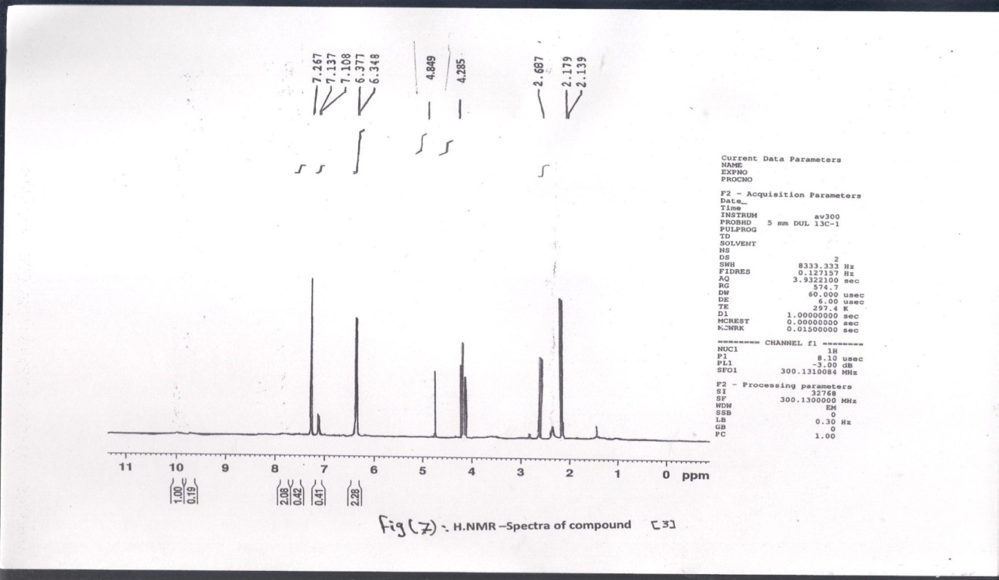 7.267
7.137
7.108
6.377
6.348
4.849
4.285
2.687
2.179
2.139
Current Data Parameters
NAME
EXPNO
PROCNO
F2 - Acquisition Parameters
Date_
Time
INSTRUM av300
PROBHD 5 mm DUL 13C-1
PULPROG
TD
SOLVENT
NS
DS 2
SWH 8333.333 Hz
FIDRES 0.127157 Hz
AQ 3.9322100 sec
RG 574.7
DW 60.000 usec
DE 6.00 usec
TE 297.4 K
D1 1.00000000 sec
MCREST 0.00000000 sec
MCWRK 0.01500000 sec
======== CHANNEL f1 ========
NUC1 1H
P1 8.10 usec
PL1 -3.00 dB
SFO1 300.1310084 MHz
F2 - Processing parameters
SI 32768
SF 300.1300000 MHz
WDW EM
SSB 0
LB 0.30 Hz
GB 0
PC 1.00
11 10 9 8 7 6 5 4 3 2 1 0 ppm
1.00 0.19 2.08 0.42 0.41 2.28
Fig (7) :. H.NMR –Spectra of compound [3]